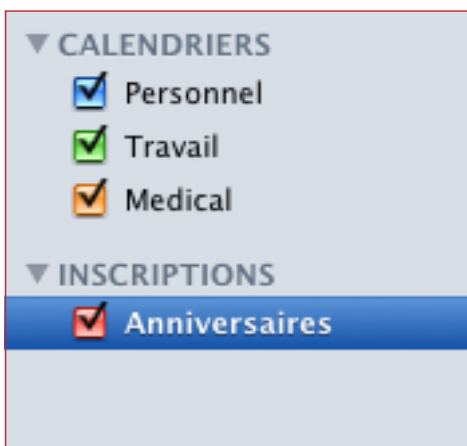 CALENDRIERS
Personnel
Travail
Medical
INSCRIPTIONS
Anniversaires